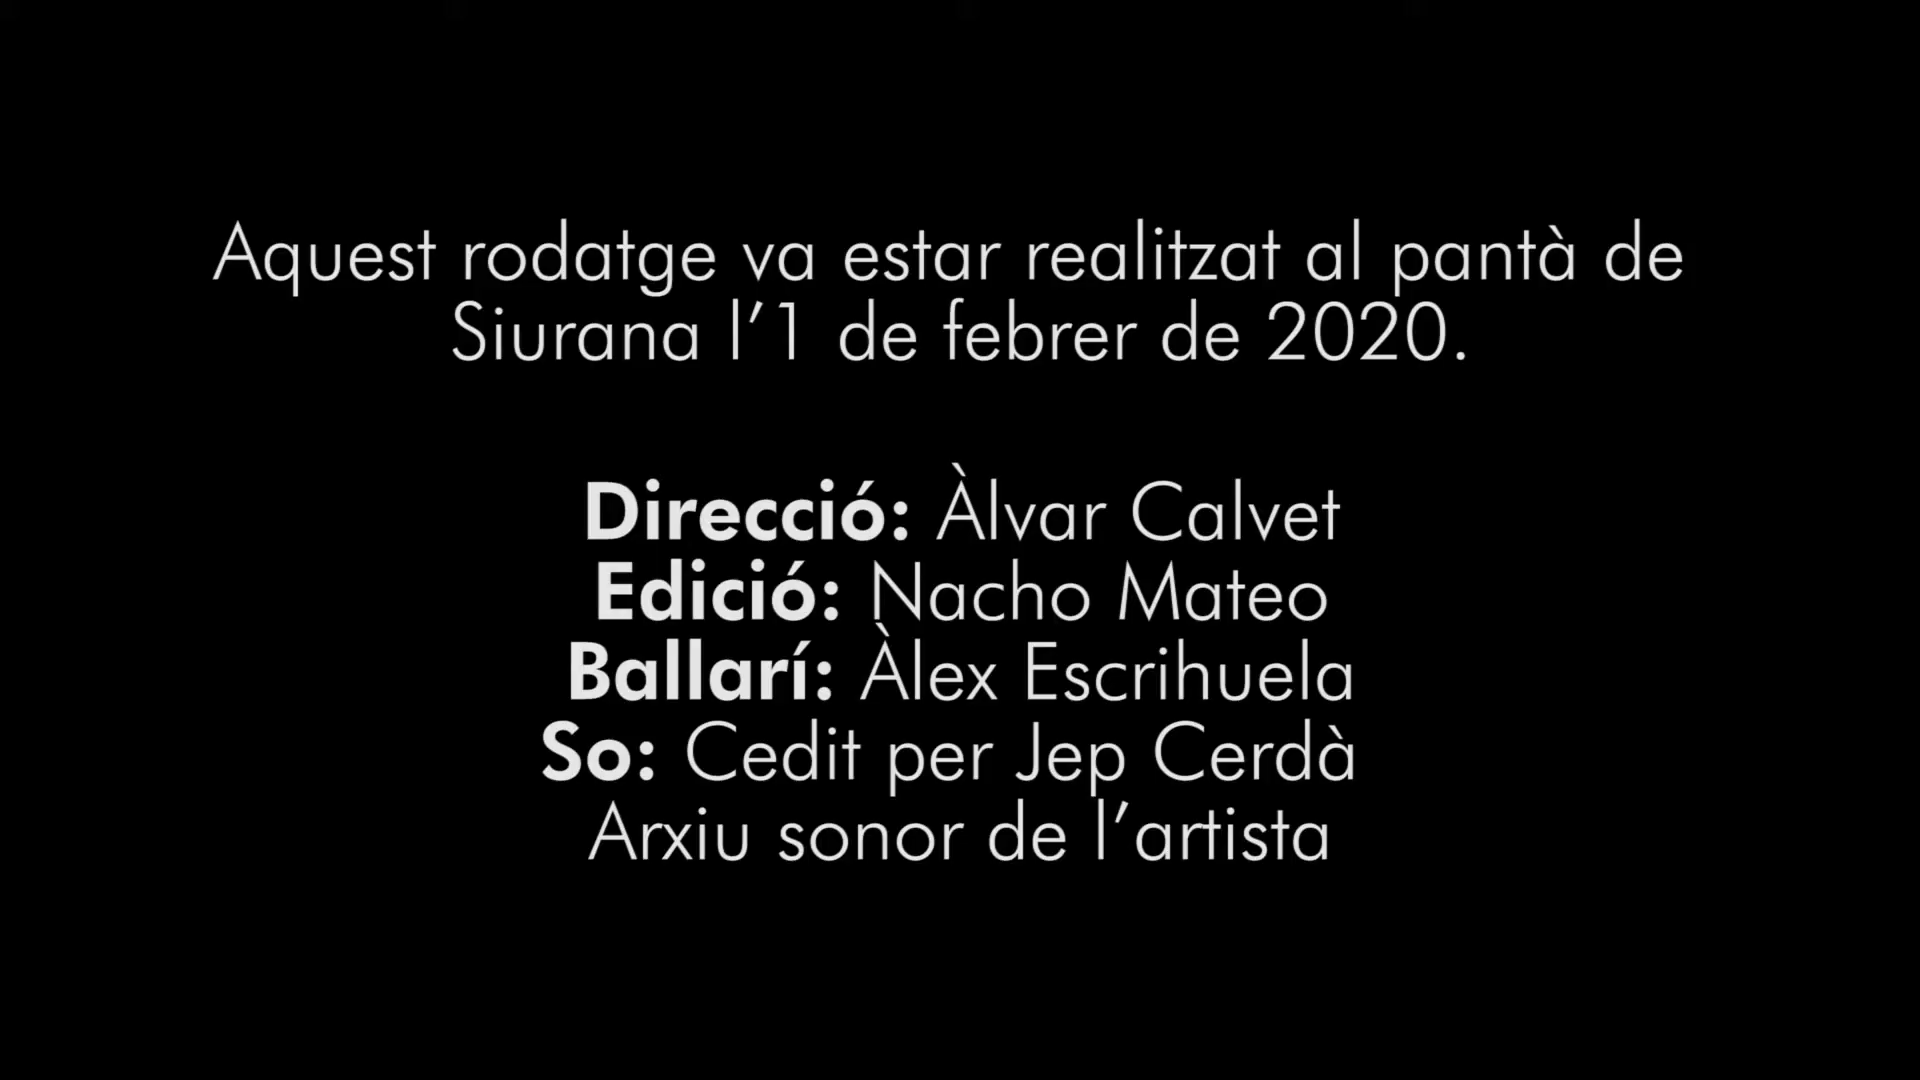 Aquest rodatge va estar realitzat al pantà de
Siurana l’1 de febrer de 2020.
Direcció: Àlvar Calvet
Edició: Nacho Mateo
Ballarí: Àlex Escrihuela
So: Cedit per Jep Cerdà
Arxiu sonor de l’artista